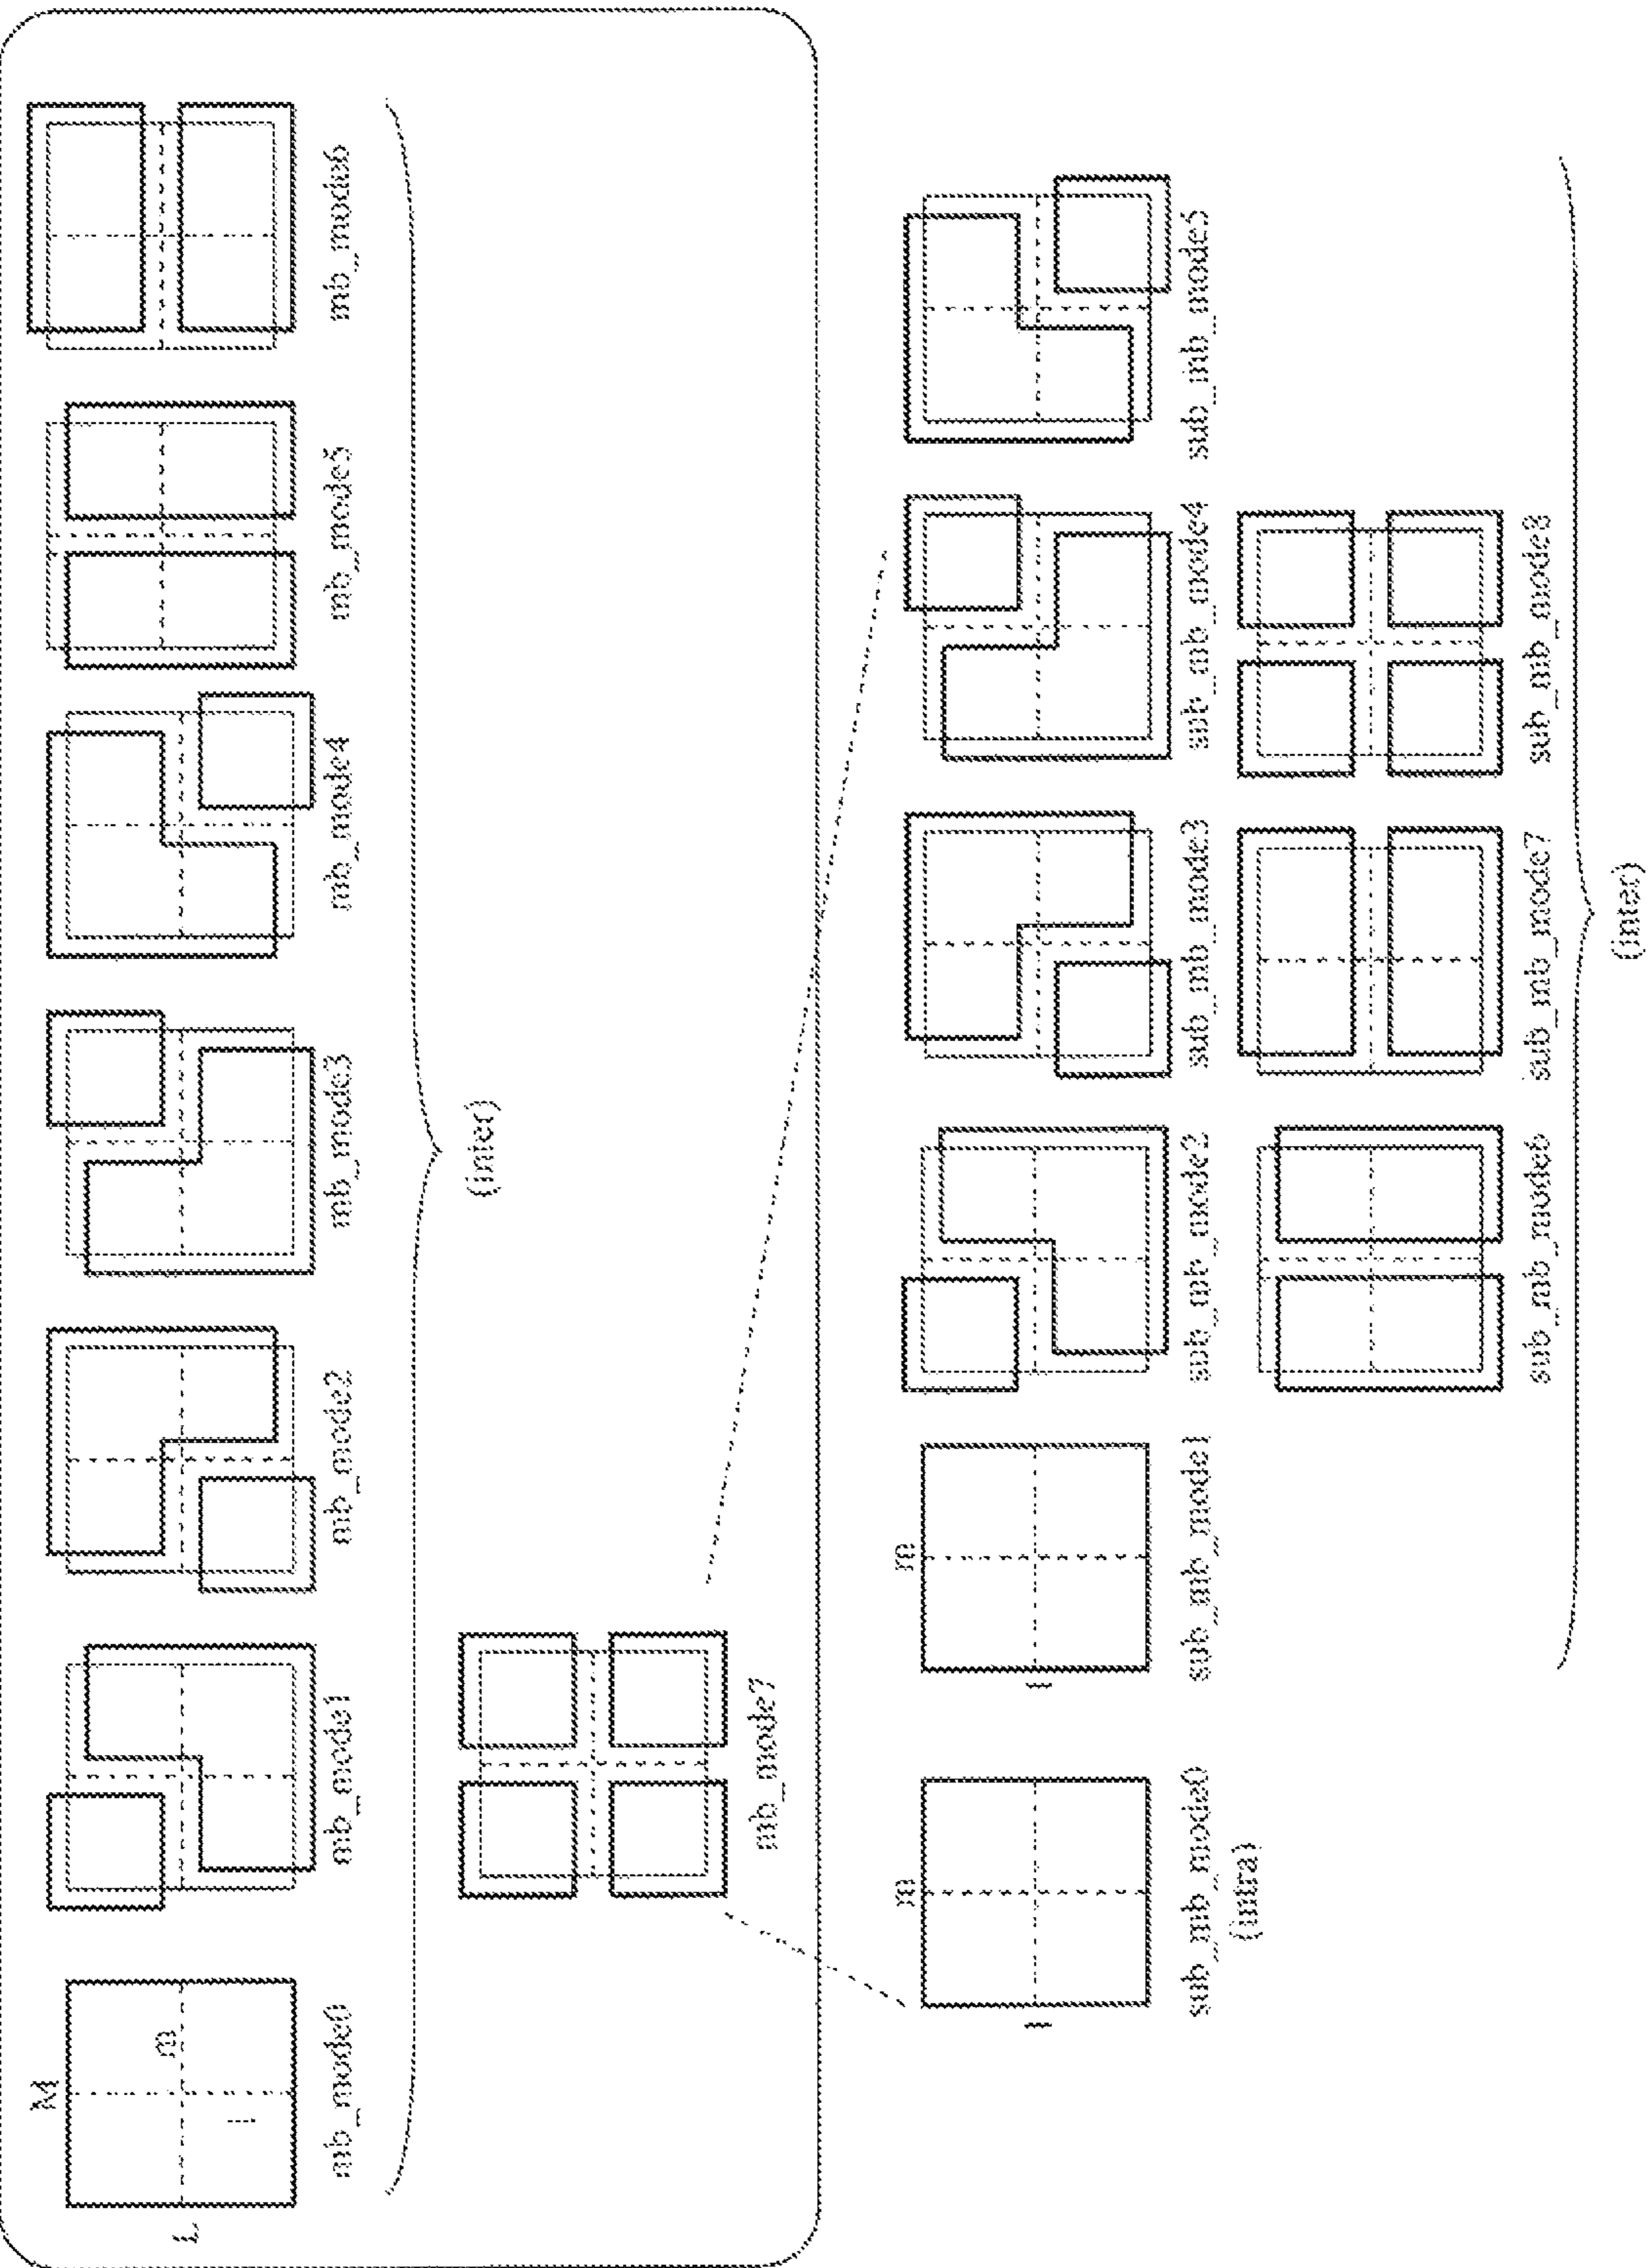 M
L
m
l
mb_mode0
mb_mode1
mb_mode2
mb_mode3
mb_mode4
mb_mode5
mb_mode6
(inter)
mb_mode7
m
l
sub_mb_mode0
(intra)
m
l
sub_mb_mode1
sub_mb_mode2
sub_mb_mode3
sub_mb_mode4
sub_mb_mode5
sub_mb_mode6
sub_mb_mode7
sub_mb_mode8
(inter)